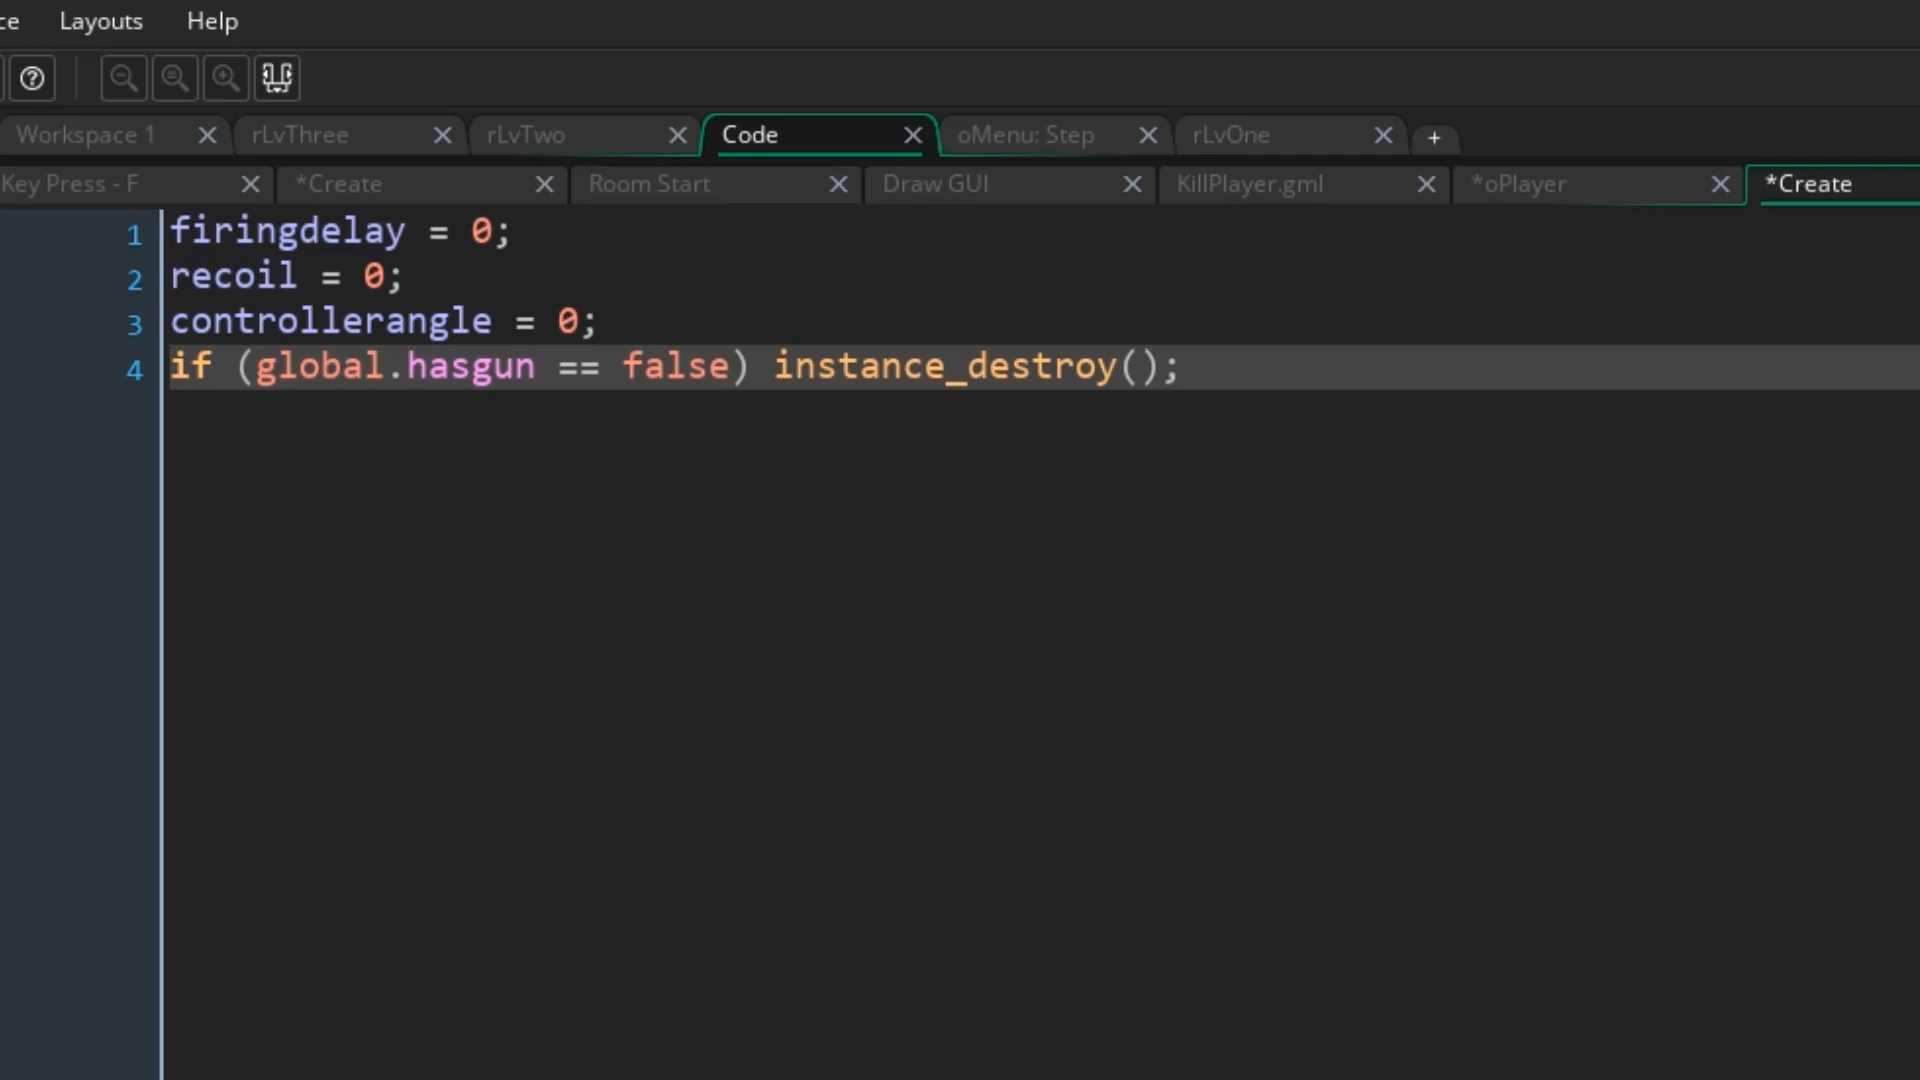 ce Layouts Help
Workspace 1 rLvThree rLvTwo Code oMenu: Step rLvOne +
Key Press - F *Create Room Start Draw GUI KillPlayer.gml *oPlayer *Create
1 firingdelay = 0;
2 recoil = 0;
3 controllerangle = 0;
4 if (global.hasgun == false) instance_destroy();